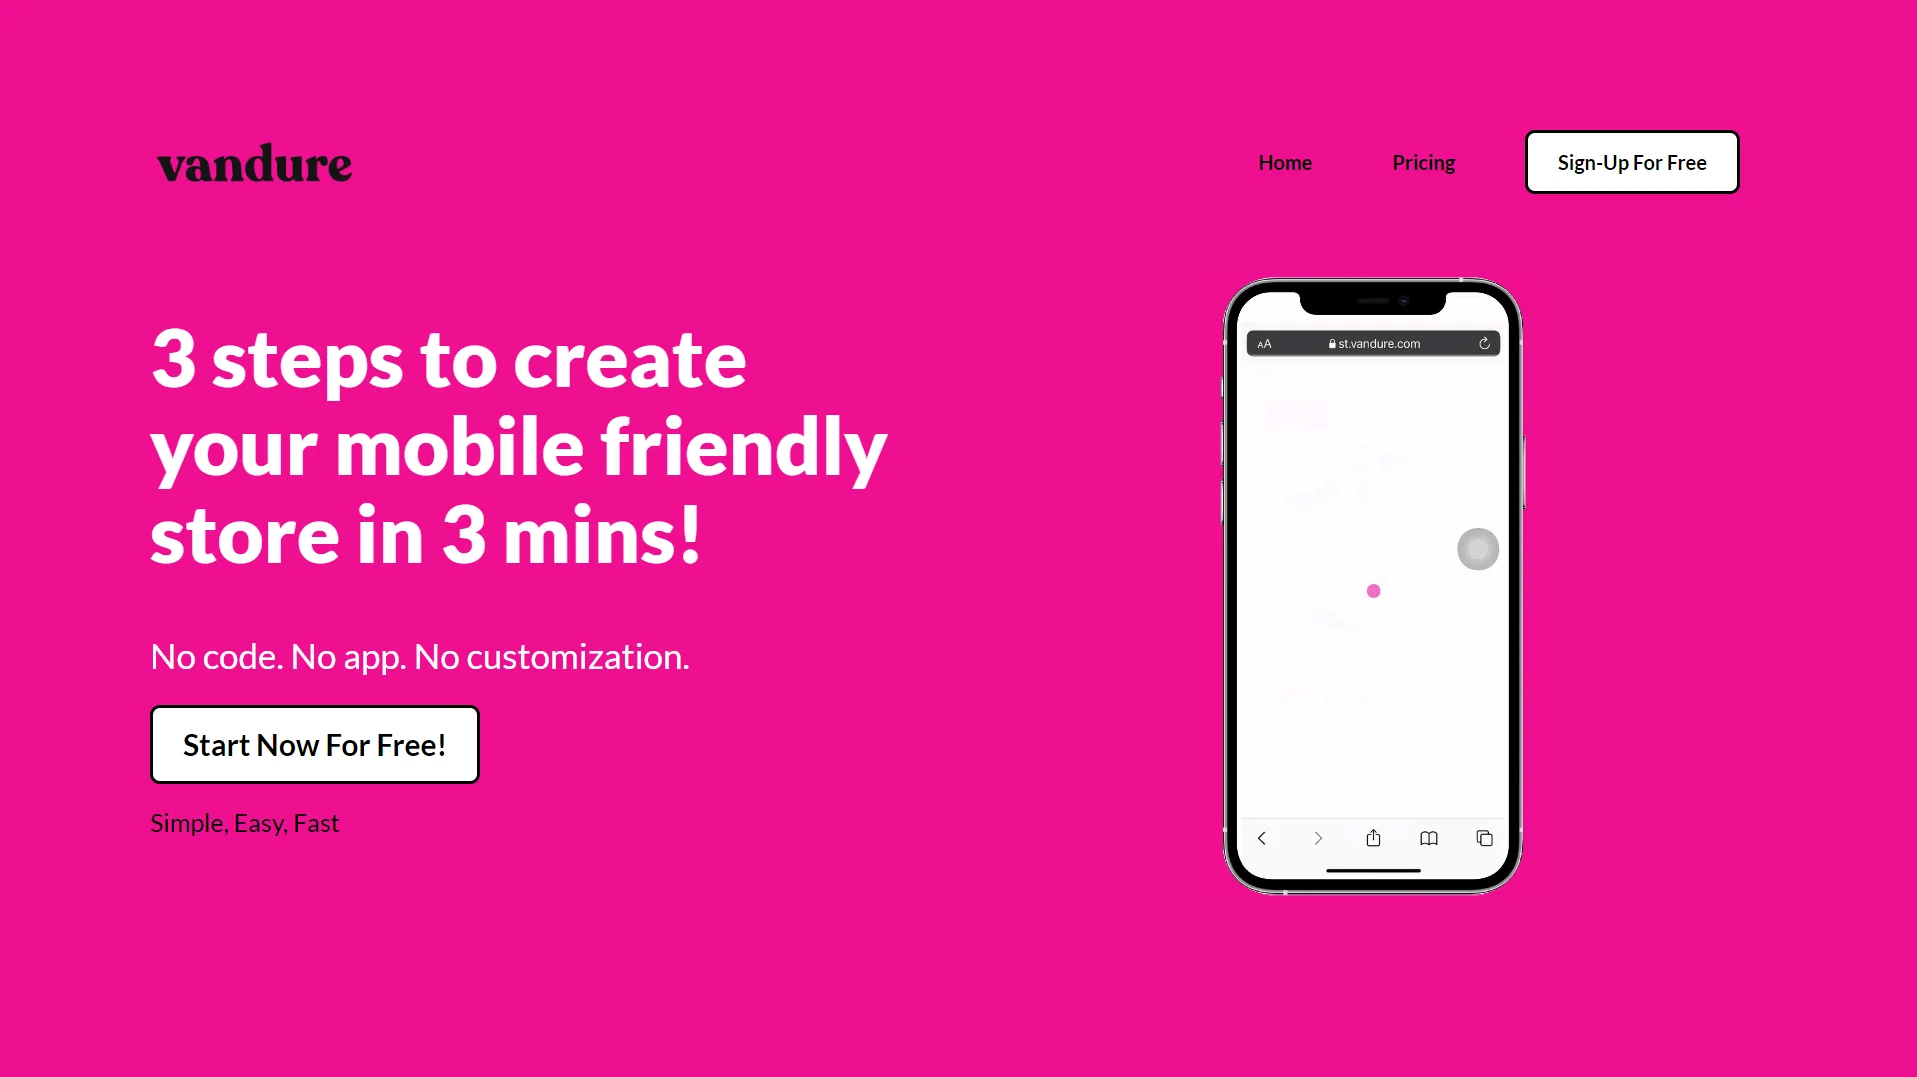 vandure
Home
Pricing
Sign-Up For Free
3 steps to create
your mobile friendly
store in 3 mins!
No code. No app. No customization.
Start Now For Free!
Simple, Easy, Fast
AA
st.vandure.com